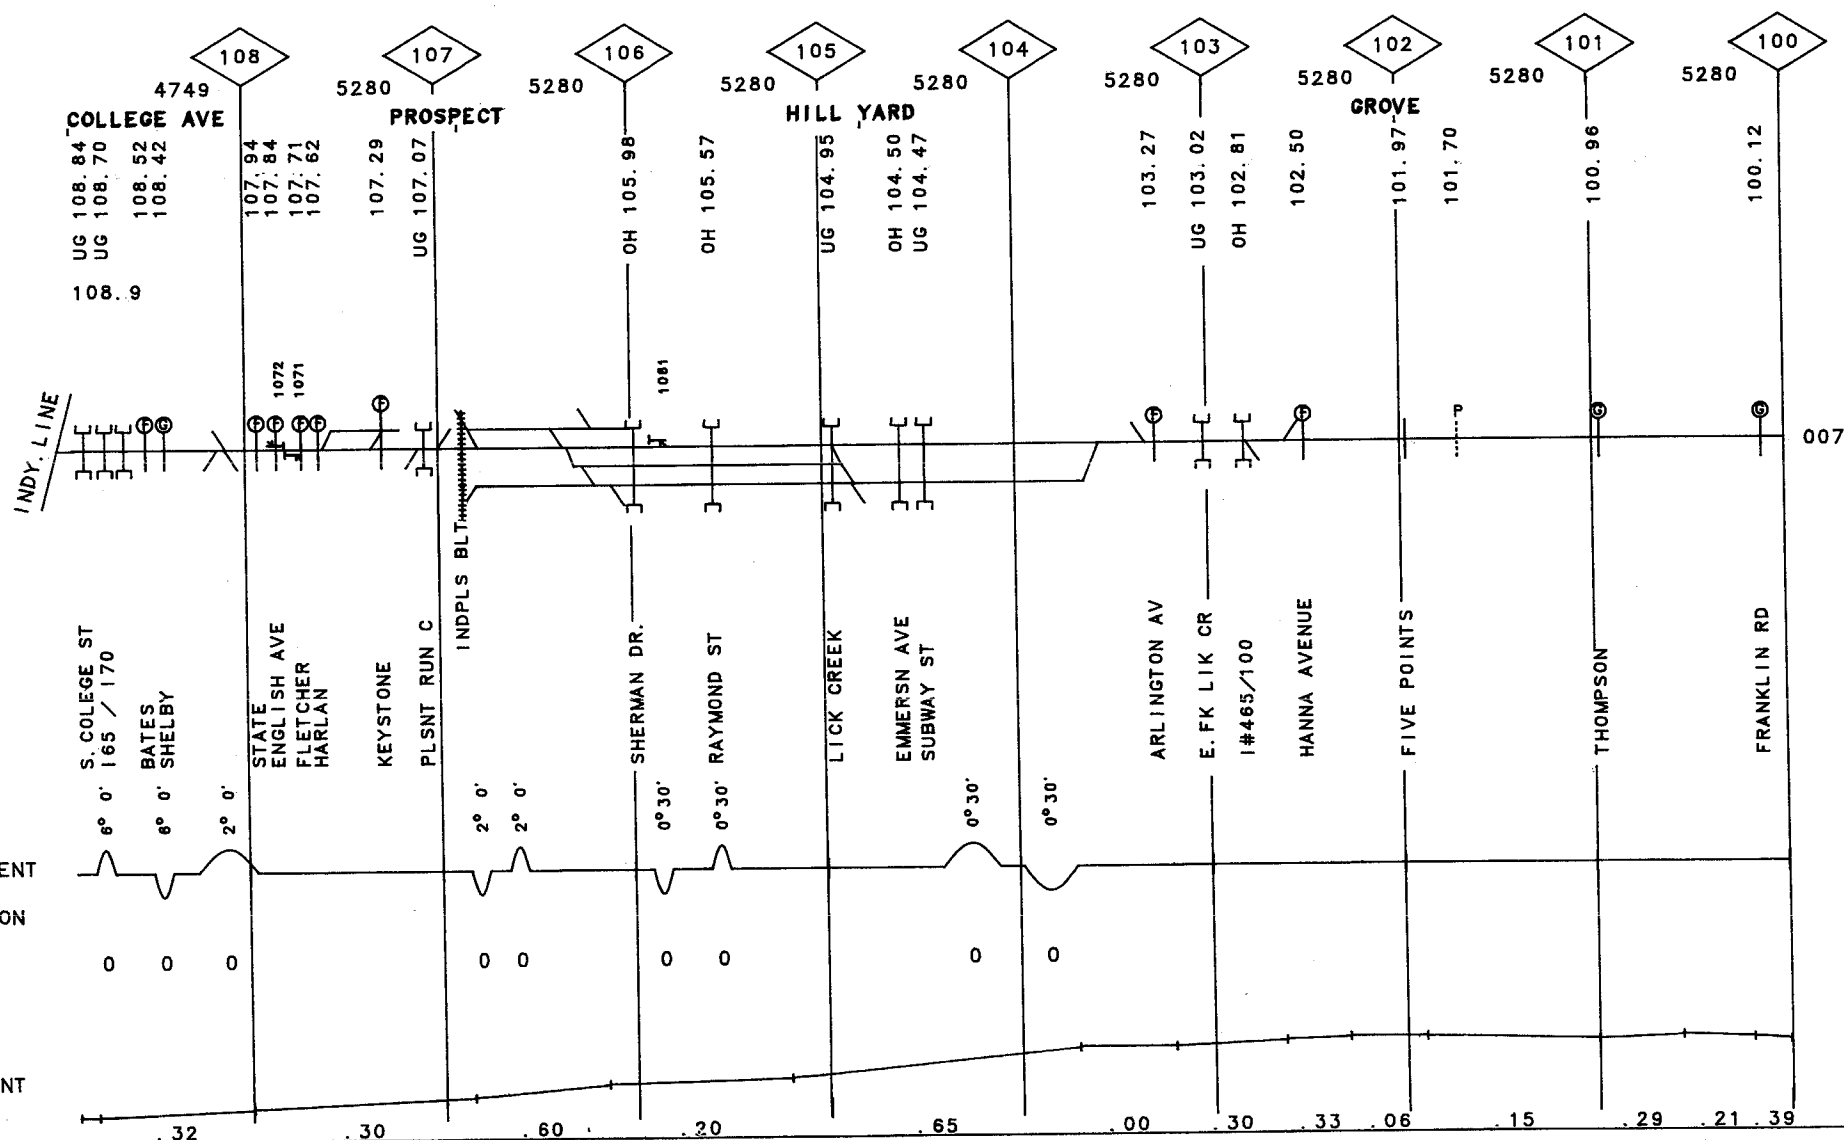 108 107 106 105 104 103 102 101 100
4749 5280 5280 5280 5280 5280 5280 5280 5280
COLLEGE AVE PROSPECT HILL YARD GROVE
UG 108.84
UG 108.70
108.52
108.42
107.94
107.84
107.71
107.62
107.29
UG 107.07
OH 105.98
OH 105.57
UG 104.95
OH 104.50
UG 104.47
103.27
UG 103.02
OH 102.81
102.50
101.97
101.70
100.96
100.12
108.9
INDY. LINE
F G F F F F F F F P G G
1072
1071
1081
007
INDPLS BLT
S. COLEGE ST
I65 / I70
BATES
SHELBY
STATE
ENGLISH AVE
FLETCHER
HARLAN
KEYSTONE
PLSNT RUN C
SHERMAN DR.
RAYMOND ST
LICK CREEK
EMMERSN AVE
SUBWAY ST
ARLINGTON AV
E. FK LIK CR
I#465/100
HANNA AVENUE
FIVE POINTS
THOMPSON
FRANKLIN RD
6° 0' 6° 0' 2° 0' 2° 0' 2° 0' 0°30' 0°30' 0°30' 0°30'
ENT
ON
0 0 0 0 0 0 0 0 0
NT
.32 .30 .60 .20 .65 .00 .30 .33 .06 .15 .29 .21 .39